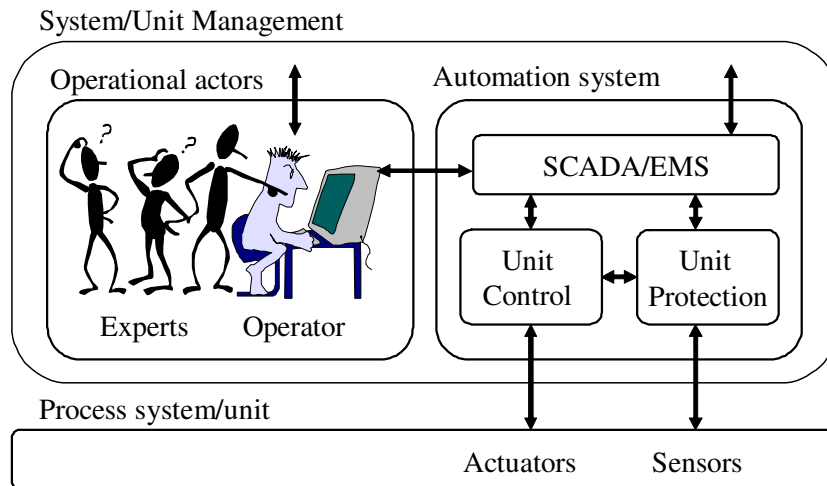 System/Unit Management
Operational actors
Automation system
?
?
SCADA/EMS
Unit
Control
Unit
Protection
Experts
Operator
Process system/unit
Actuators
Sensors